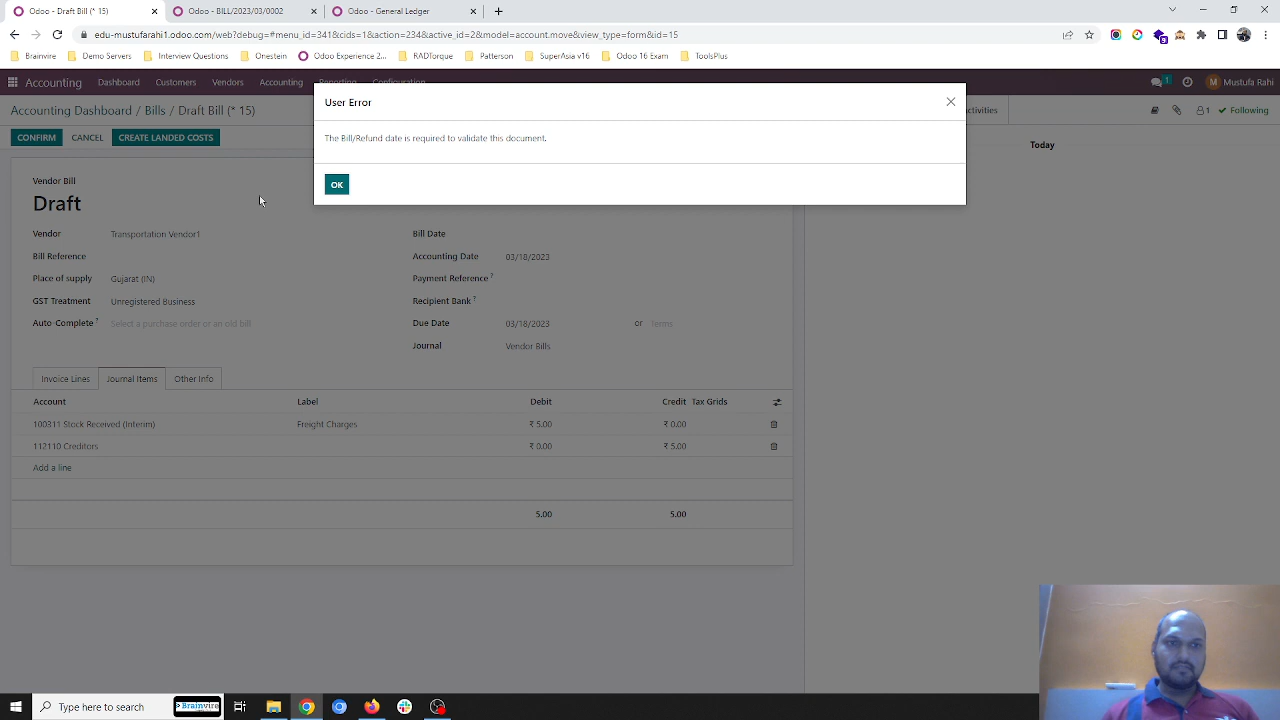 Odoo - Draft Bill (* 15)
Odoo - BILL/2023/03/0002
Odoo - General Ledger
edu-mustufarahi1.odoo.com/web?debug=#menu_id=341&cids=1&action=234&active_id=2&model=account.move&view_type=form&id=15
Brainvire
Demo Servers
Interview Questions
Onestein
Odoo Experience 2...
RADTorque
Patterson
SuperAsia v16
Odoo 16 Exam
ToolsPlus
Accounting
Dashboard
Customers
Vendors
Accounting
Reporting
Configuration
1
Mustufa Rahi
Accounting Dashboard / Bills / Draft Bill (* 15)
1
Following
CONFIRM
CANCEL
CREATE LANDED COSTS
User Error
The Bill/Refund date is required to validate this document.
OK
Today
Vendor Bill
Draft
Vendor
Transportation Vendor1
Bill Reference
Place of supply
Gujarat (IN)
GST Treatment
Unregistered Business
Auto-Complete ?
Select a purchase order or an old bill
Bill Date
Accounting Date
03/18/2023
Payment Reference ?
Recipient Bank ?
Due Date
03/18/2023
or
Terms
Journal
Vendor Bills
Invoice Lines
Journal Items
Other Info
Account
Label
Debit
Credit
Tax Grids
100311 Stock Received (Interim)
Freight Charges
₹ 5.00
₹ 0.00
112110 Creditors
₹ 0.00
₹ 5.00
Add a line
5.00
5.00
Type here to search
Brainvire